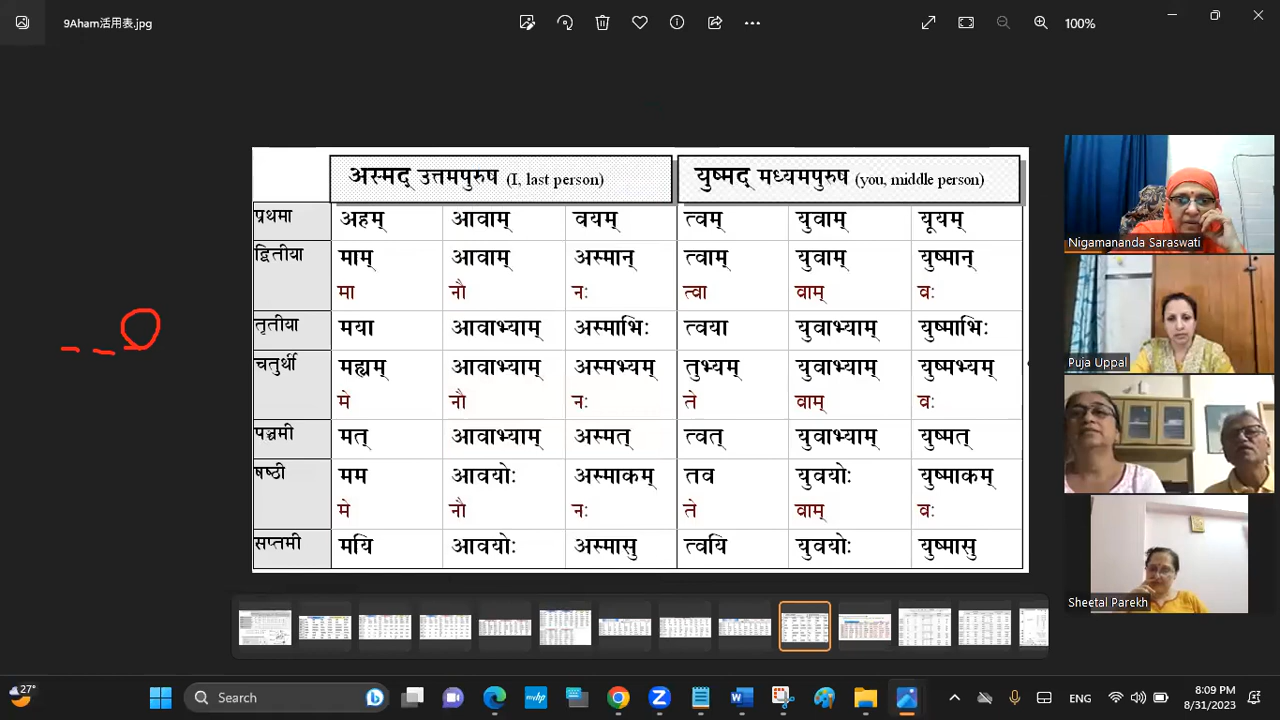 9Aham活用表.jpg
100%
अस्मद् उत्तमपुरुष (I, last person) युष्मद् मध्यमपुरुष (you, middle person)
प्रथमा अहम् आवाम् वयम् त्वम् युवाम् यूयम्
द्वितीया माम् आवाम् अस्मान् त्वाम् युवाम् युष्मान्
मा नौ नः त्वा वाम् वः
तृतीया मया आवाभ्याम् अस्माभिः त्वया युवाभ्याम् युष्माभिः
चतुर्थी मह्यम् आवाभ्याम् अस्मभ्यम् तुभ्यम् युवाभ्याम् युष्मभ्यम्
मे नौ नः ते वाम् वः
पञ्चमी मत् आवाभ्याम् अस्मत् त्वत् युवाभ्याम् युष्मत्
षष्ठी मम आवयोः अस्माकम् तव युवयोः युष्माकम्
मे नौ नः ते वाम् वः
सप्तमी मयि आवयोः अस्मासु त्वयि युवयोः युष्मासु
Nigamananda Saraswati
Puja Uppal
Sheetal Parekh
27°
Search
ENG
8:09 PM
8/31/2023